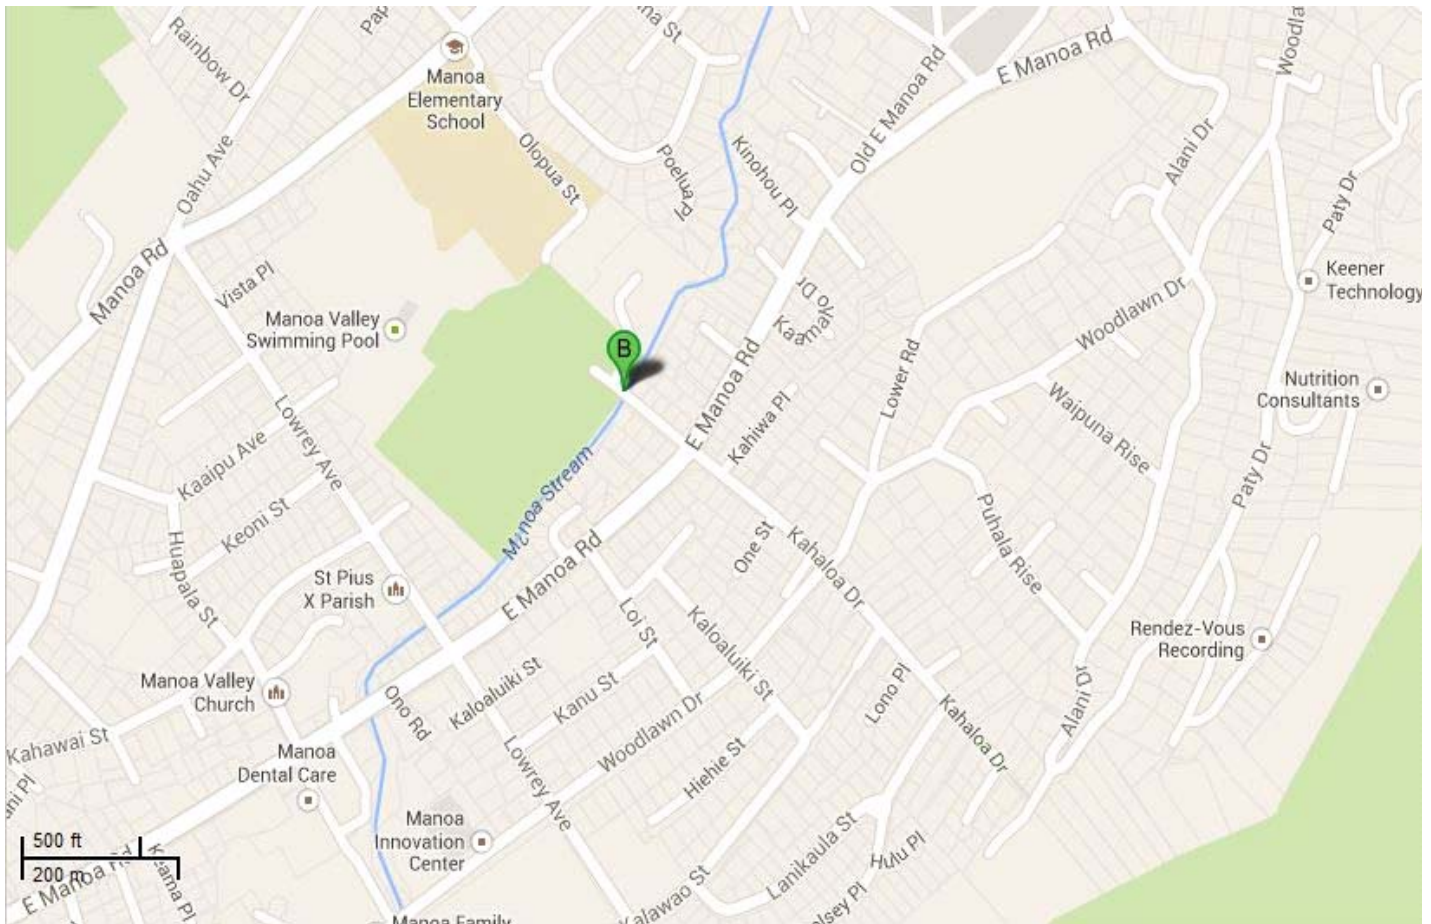 Rainbow Dr
Manoa
Elementary
School
Oahu Ave
Olopua St
Poelua Pl
Kinohou Pl
Old E Manoa Rd
E Manoa Rd
Alani Dr
Paty Dr
Keener
Technology
Manoa Rd
Vista Pl
Manoa Valley
Swimming Pool
B
Kaamalio Dr
Woodlawn Dr
Lower Rd
E Manoa Rd
Kahiwa Pl
Nutrition
Consultants
Waipuna Rise
Lowrey Ave
Kaaipu Ave
Keoni St
Huapala St
Paty Dr
Puhala Rise
One St
Kahaloa Dr
E Manoa Rd
St Pius
X Parish
Loi St
Kaloaluiki St
Rendez-Vous
Recording
Manoa Valley
Church
Kaloaluiki St
Kanu St
Lono Pl
Alani Dr
Ono Rd
Woodlawn Dr
Kahaloa Dr
Kahawai St
Manoa
Dental Care
Lowrey Ave
Hiehie St
Manoa
Innovation
Center
Lanikaula St
Hulu Pl
500 ft
200 m
E Manoa Rd
Kalawao St
Manoa Family